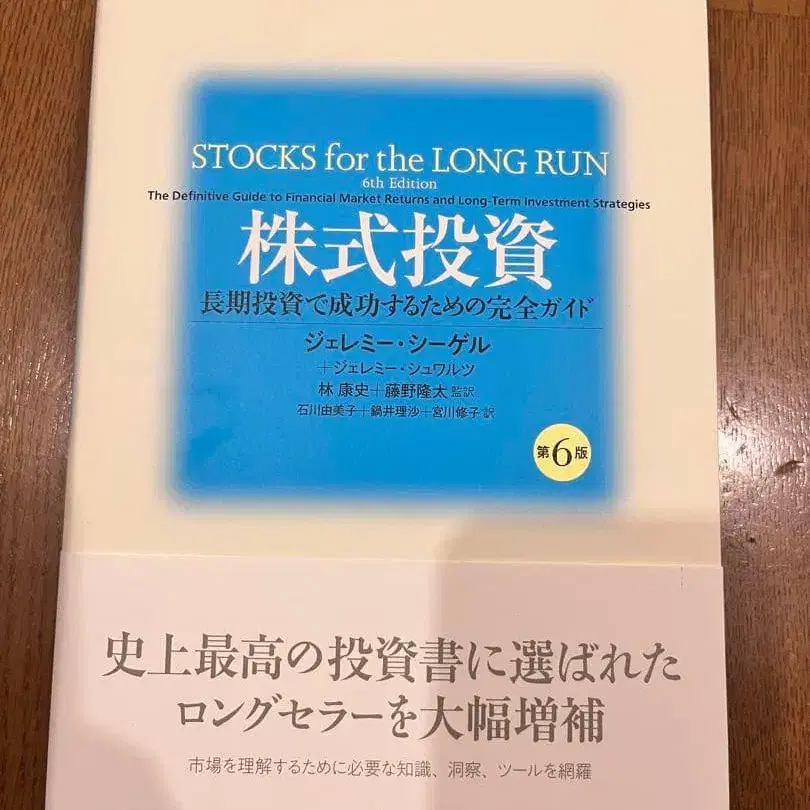 STOCKS for the LONG RUN
6th Edition
The Definitive Guide to Financial Market Returns and Long-Term Investment Strategies
株式投資
長期投資で成功するための完全ガイド
ジェレミー・シーゲル
+ジェレミー・シュワルツ
林 康史+藤野隆太 監訳
石川由美子+鍋井理沙+宮川修子 訳
第6版
史上最高の投資書に選ばれた
ロングセラーを大幅増補
市場を理解するために必要な知識、洞察、ツールを網羅